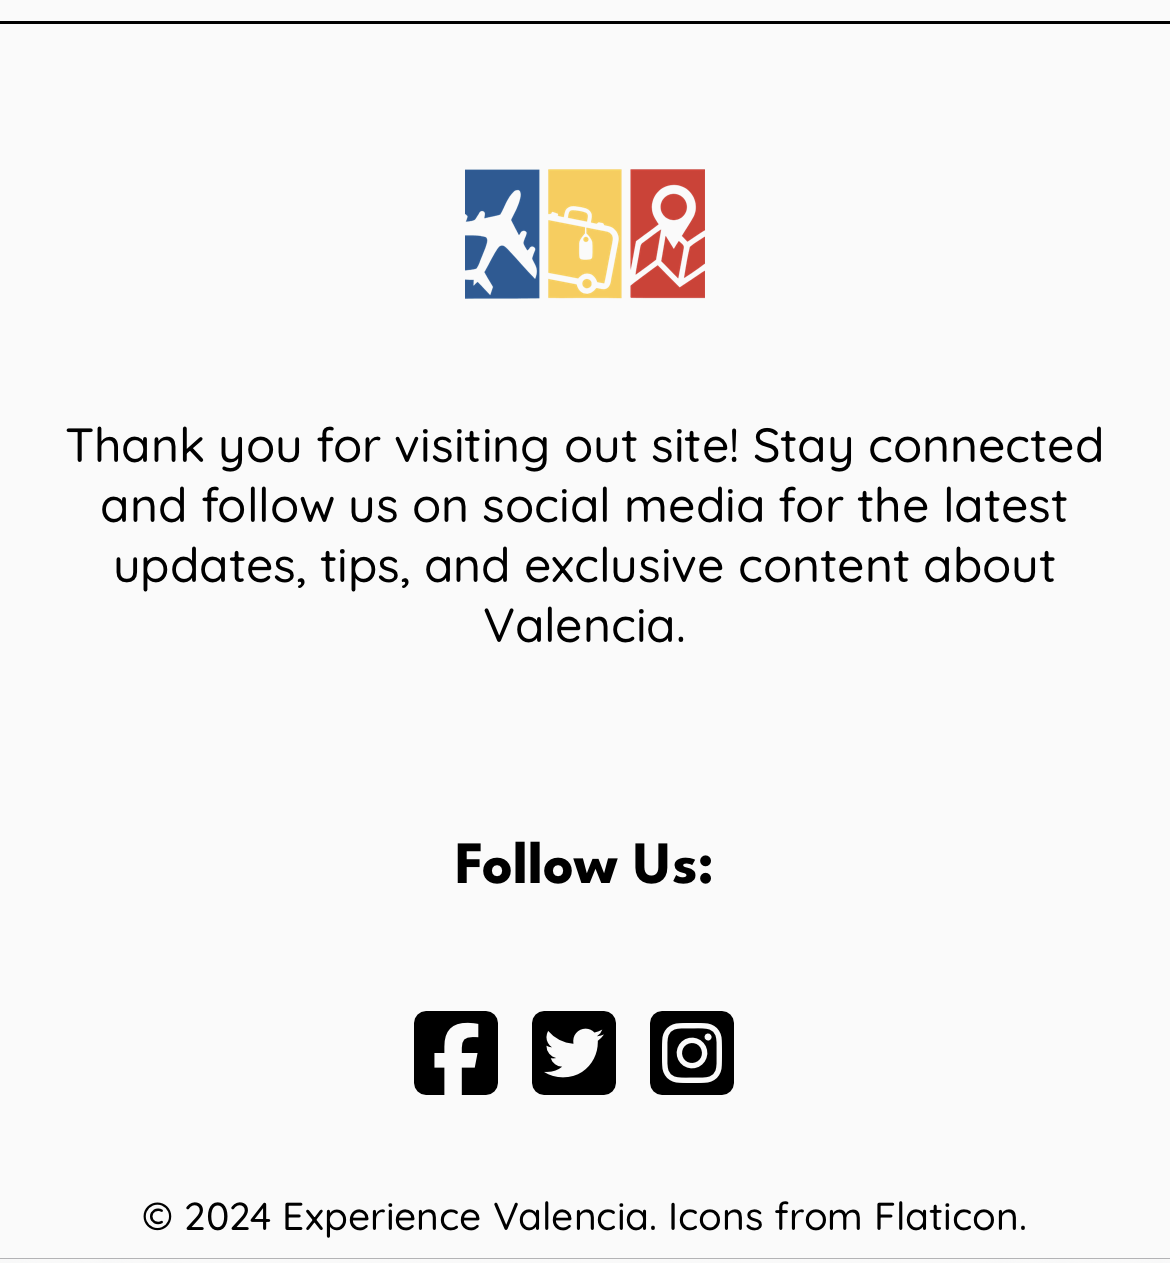 Thank you for visiting out site! Stay connected
and follow us on social media for the latest
updates, tips, and exclusive content about
Valencia.
Follow Us:
© 2024 Experience Valencia. Icons from Flaticon.